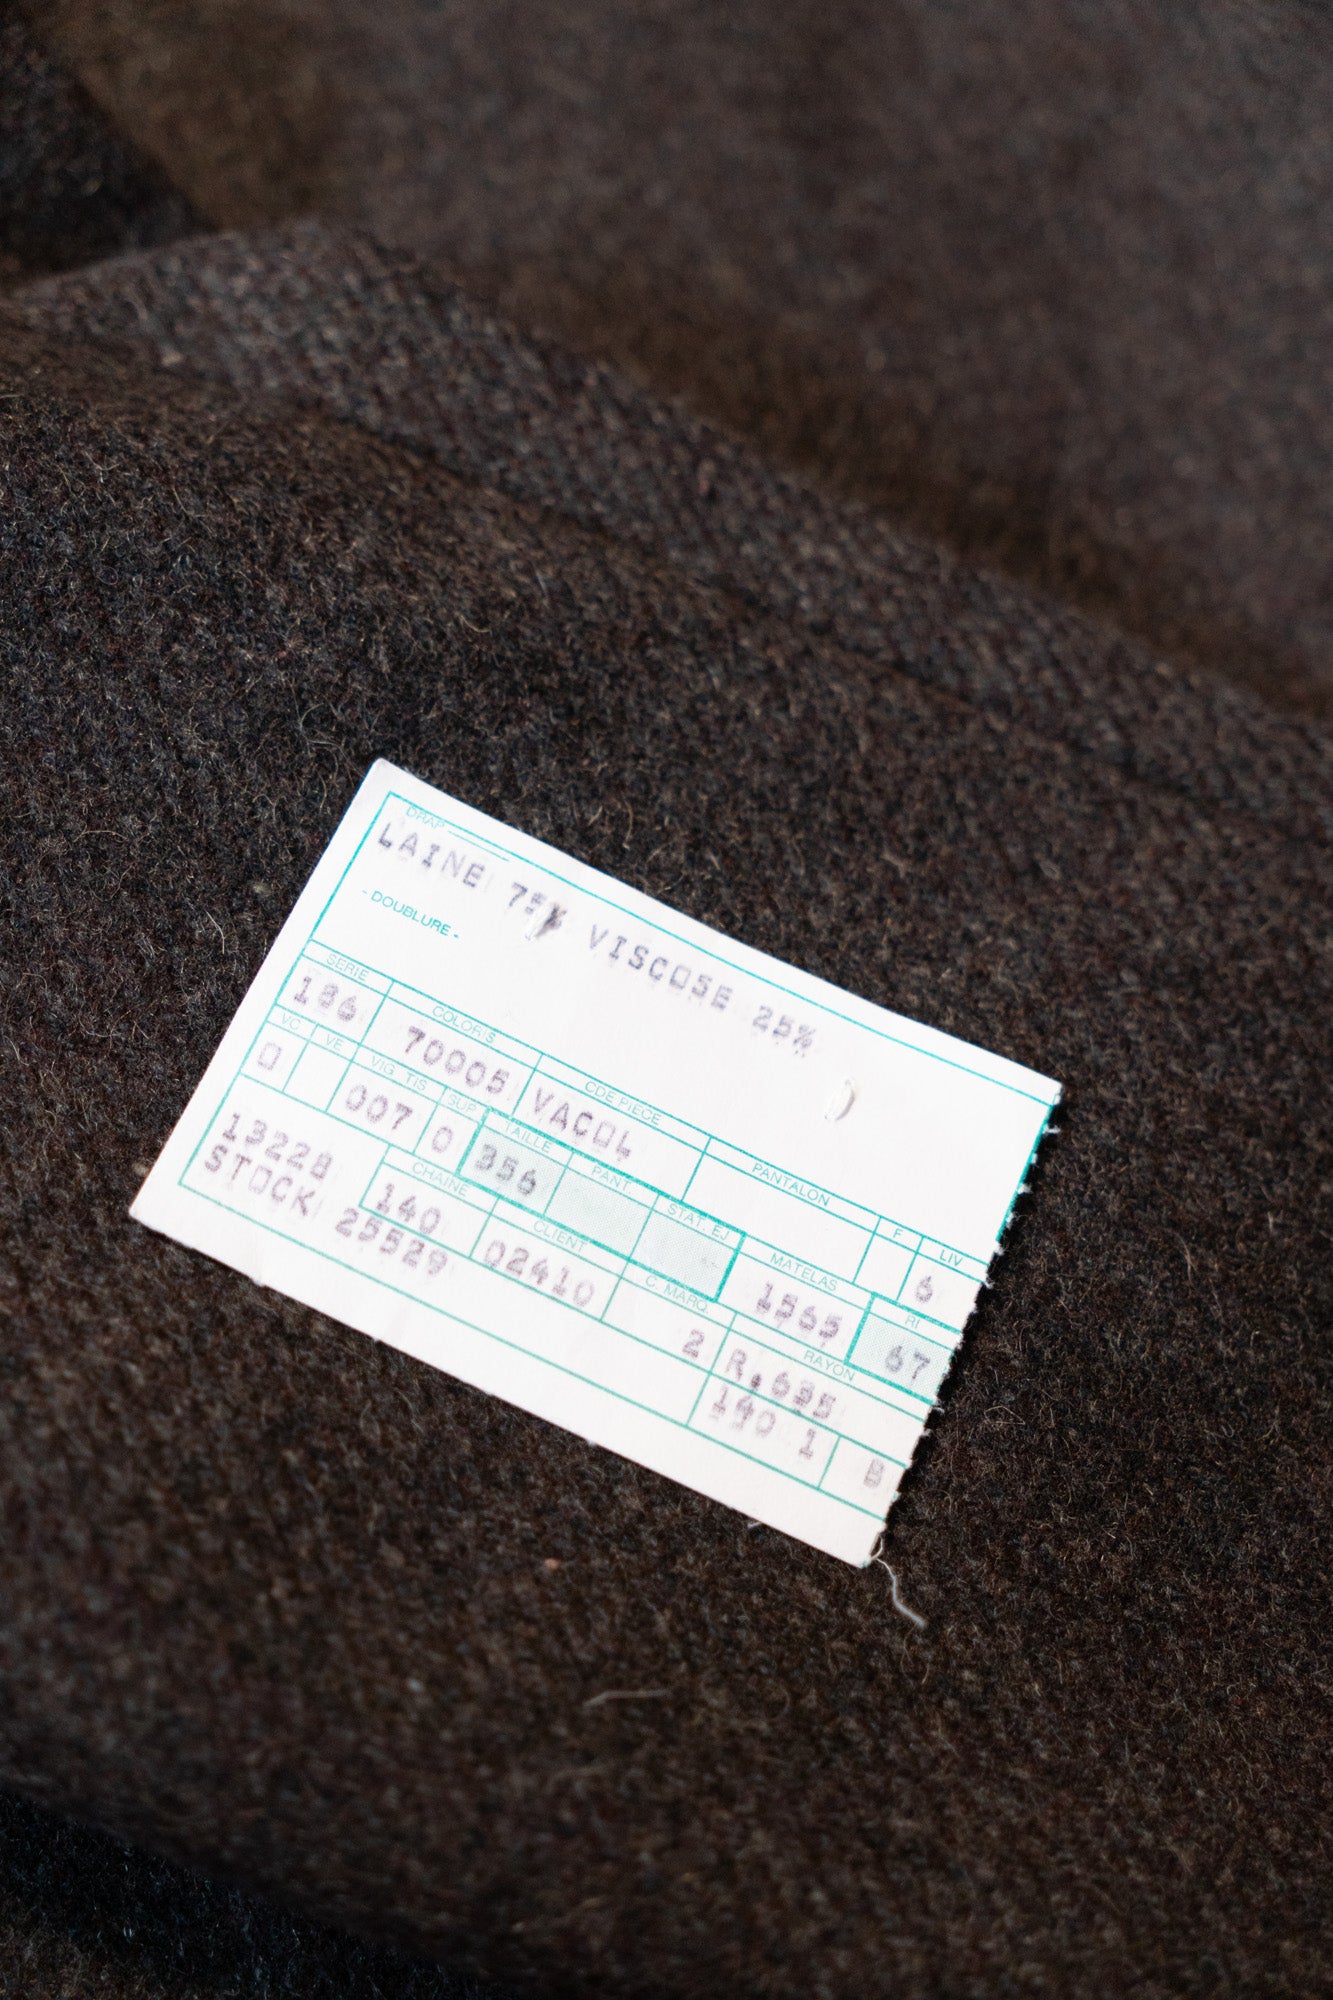 DRAP
LAINE 75% VISCOSE 25%
- DOUBLURE -
SERIE COLORIS CDE PIECE PANTALON F LIV
186 70005 VACOL 6
VC VE VIG TIS SUP TAILLE PANT STAT. EJ MATELAS RI
0 007 0 356 1565 67
13228 CHAINE CLIENT C. MARQ. RAYON
STOCK 140 02410 2 R.695
25529 190 1 B